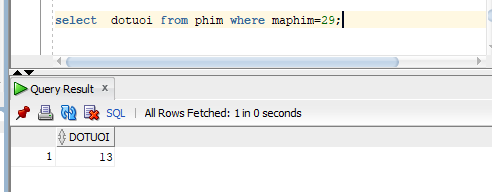 select  dotuoi from phim where maphim=29;
Query Result x
SQL | All Rows Fetched: 1 in 0 seconds
DOTUOI
1 13